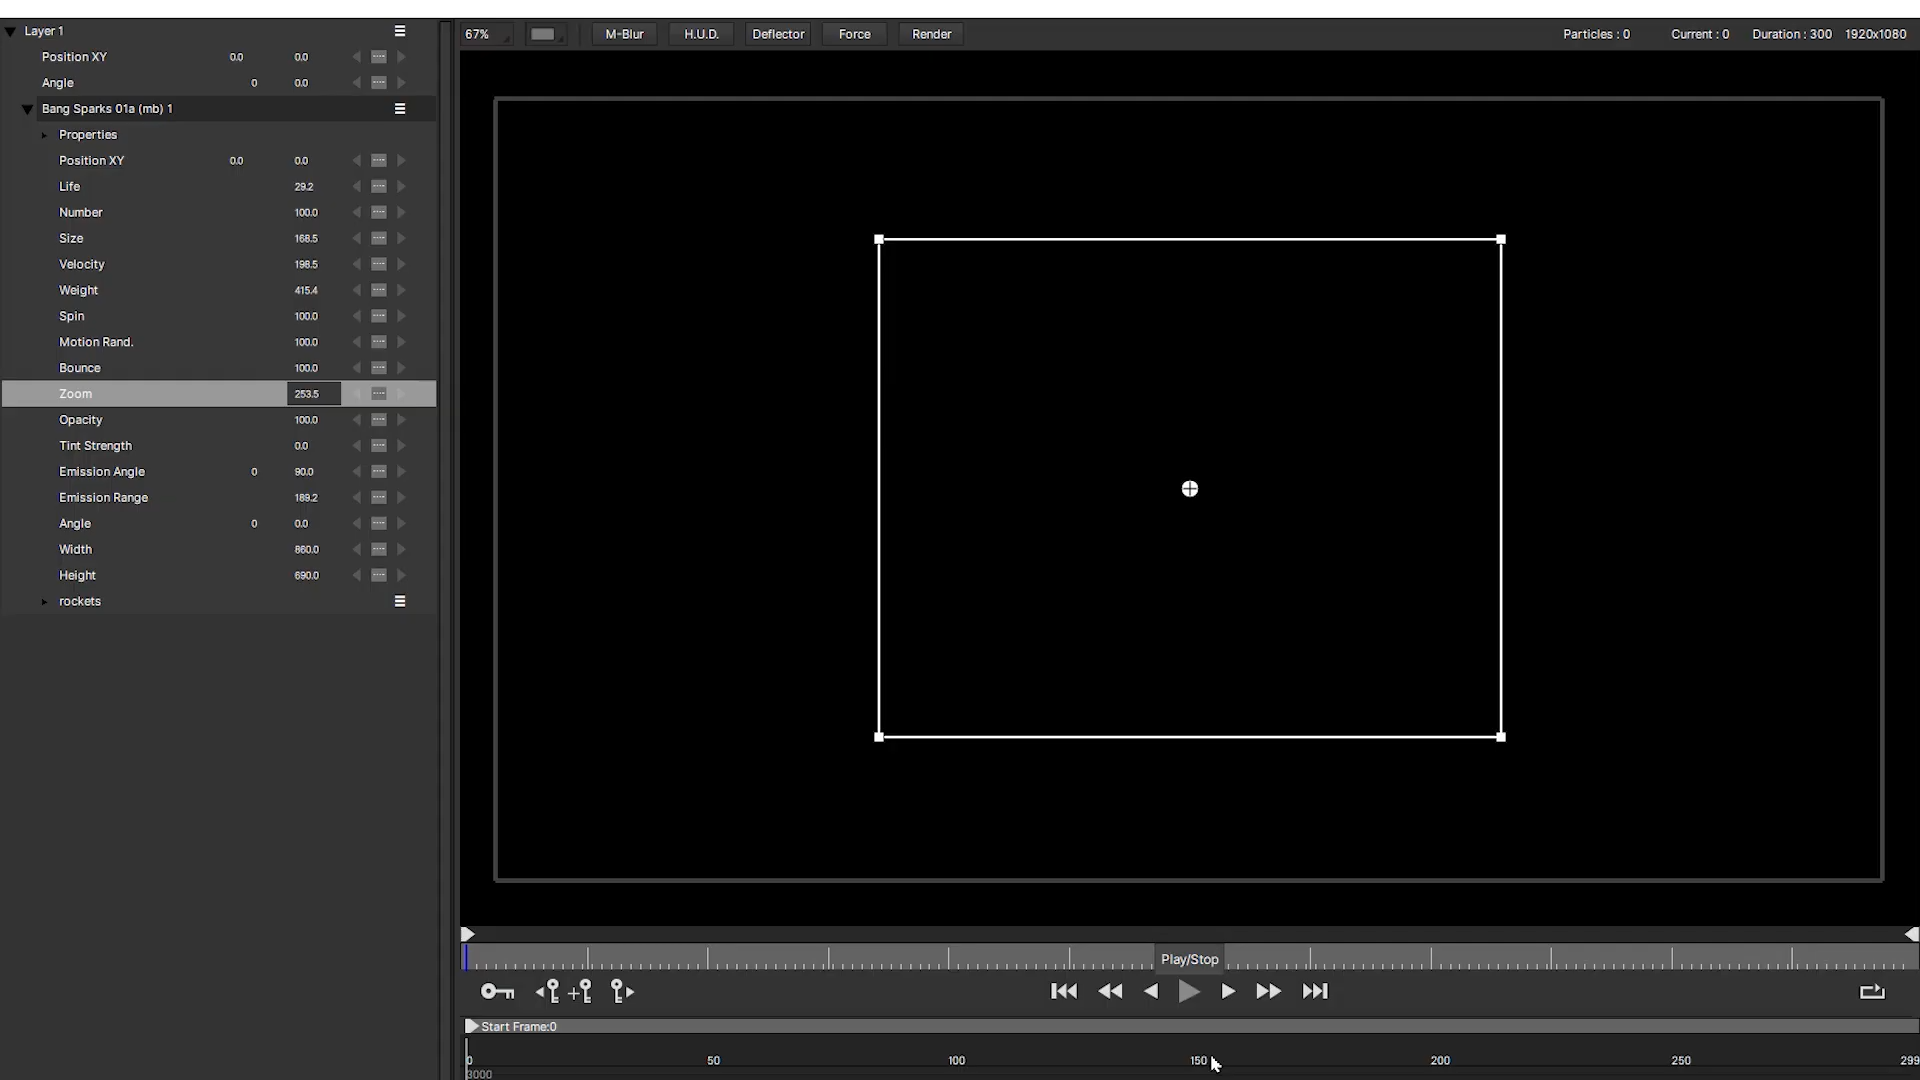 Layer 1
67% M-Blur H.U.D. Deflector Force Render Particles : 0 Current : 0 Duration : 300 1920x1080
Position XY 0.0 0.0
Angle 0 0.0
Bang Sparks 01a (mb) 1
Properties
Position XY 0.0 0.0
Life 29.2
Number 100.0
Size 168.5
Velocity 198.5
Weight 415.4
Spin 100.0
Motion Rand. 100.0
Bounce 100.0
Zoom 253.5
Opacity 100.0
Tint Strength 0.0
Emission Angle 0 90.0
Emission Range 189.2
Angle 0 0.0
Width 860.0
Height 690.0
rockets
Play/Stop
Start Frame:0
0 50 100 150 200 250 299
3000